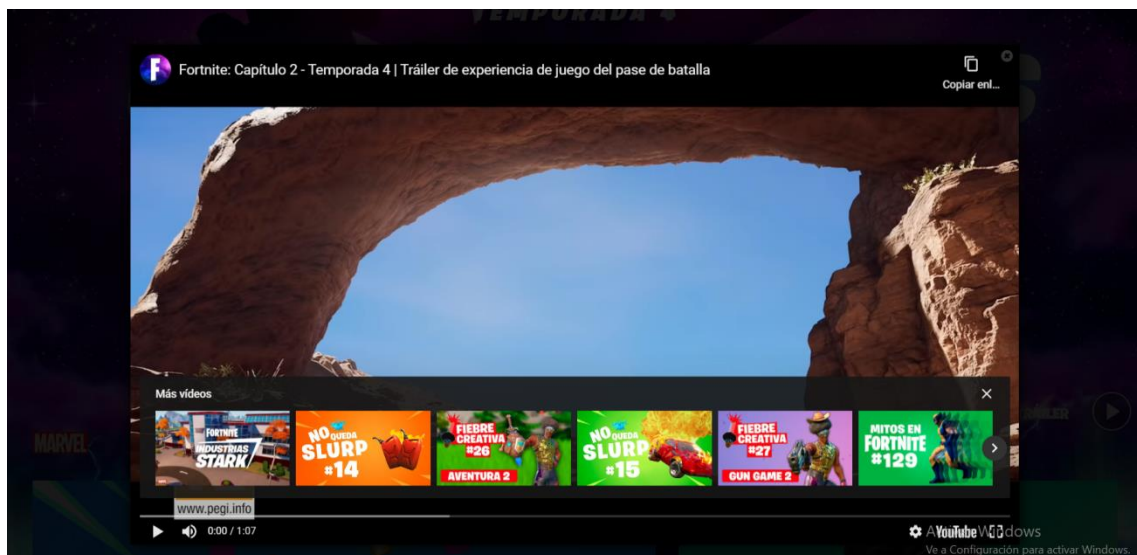 TEMPORADA 4
F
Fortnite: Capítulo 2 - Temporada 4 | Tráiler de experiencia de juego del pase de batalla
Copiar enl...
MARVEL
TRÁILER
Más vídeos
FORTNITE
INDUSTRIAS
STARK
NO QUEDA
SLURP
#14
FIEBRE
CREATIVA
#26
AVENTURA 2
NO QUEDA
SLURP
#15
FIEBRE
CREATIVA
#27
GUN GAME 2
MITOS EN
FORTNITE
#129
www.pegi.info
0:00 / 1:07
YouTube
Ve a Configuración para activar Windows.